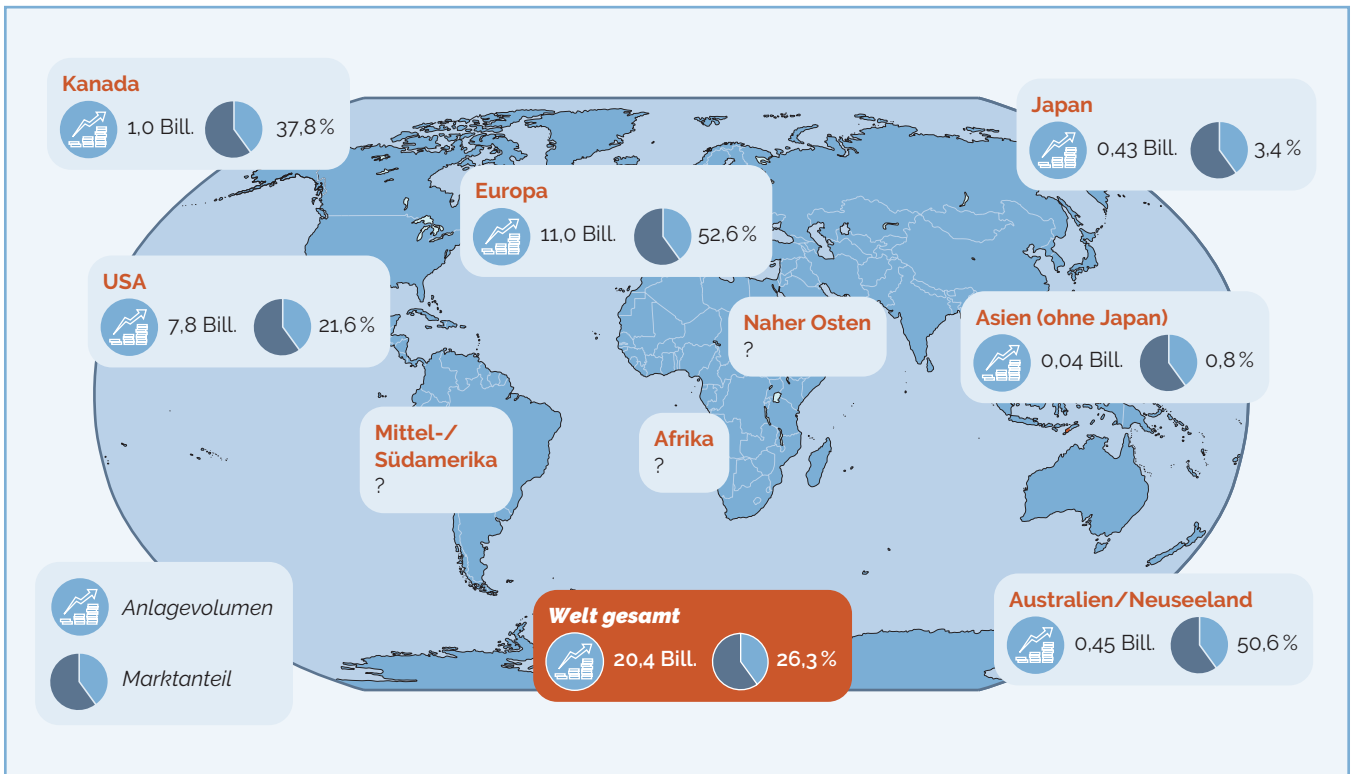 Kanada
1,0 Bill. 37,8 %
Japan
0,43 Bill. 3,4 %
Europa
11,0 Bill. 52,6 %
USA
7,8 Bill. 21,6 %
Naher Osten
?
Asien (ohne Japan)
0,04 Bill. 0,8 %
Mittel-/
Südamerika
?
Afrika
?
Anlagevolumen
Marktanteil
Welt gesamt
20,4 Bill. 26,3 %
Australien/Neuseeland
0,45 Bill. 50,6 %